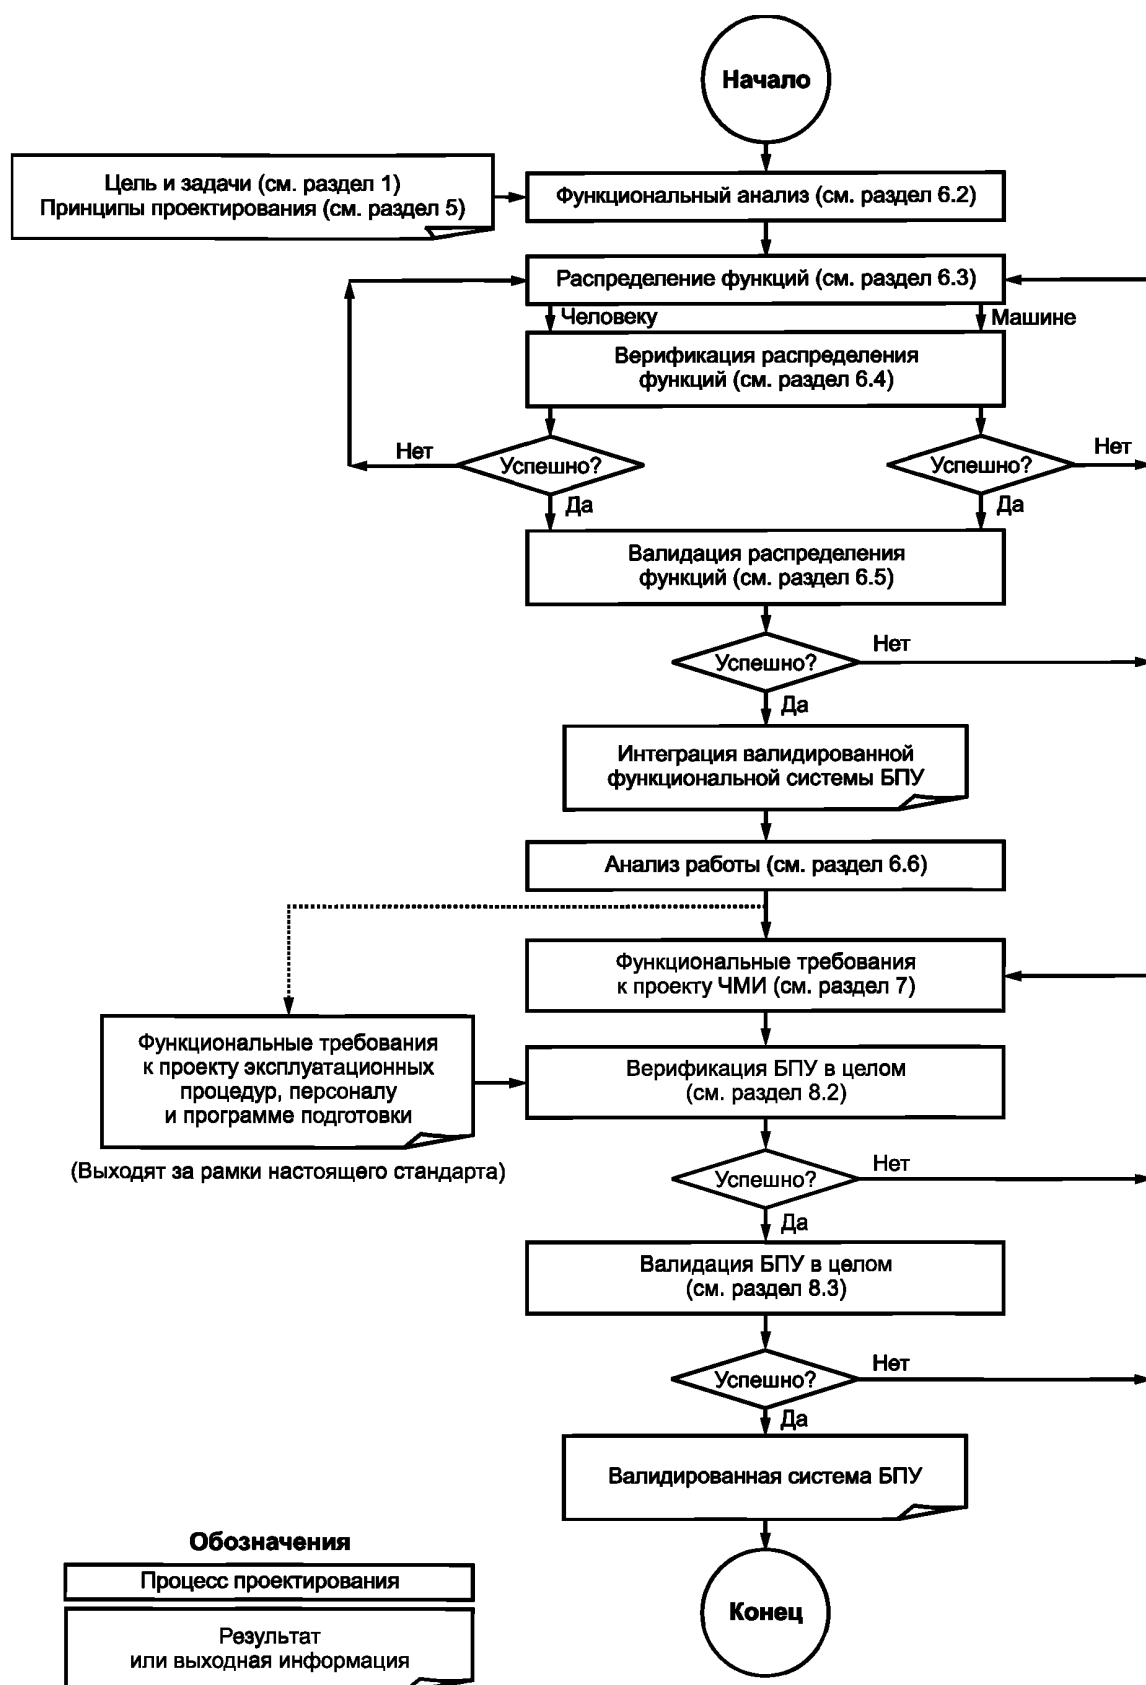 Начало
Цель и задачи (см. раздел 1)
Принципы проектирования (см. раздел 5)
Функциональный анализ (см. раздел 6.2)
Распределение функций (см. раздел 6.3)
Человеку
Машине
Верификация распределения
функций (см. раздел 6.4)
Нет
Успешно?
Успешно?
Нет
Да
Да
Валидация распределения
функций (см. раздел 6.5)
Успешно?
Нет
Да
Интеграция валидированной
функциональной системы БПУ
Анализ работы (см. раздел 6.6)
Функциональные требования
к проекту ЧМИ (см. раздел 7)
Функциональные требования
к проекту эксплуатационных
процедур, персоналу
и программе подготовки
(Выходят за рамки настоящего стандарта)
Верификация БПУ в целом
(см. раздел 8.2)
Успешно?
Нет
Да
Валидация БПУ в целом
(см. раздел 8.3)
Успешно?
Нет
Да
Валидированная система БПУ
Конец
Обозначения
Процесс проектирования
Результат
или выходная информация